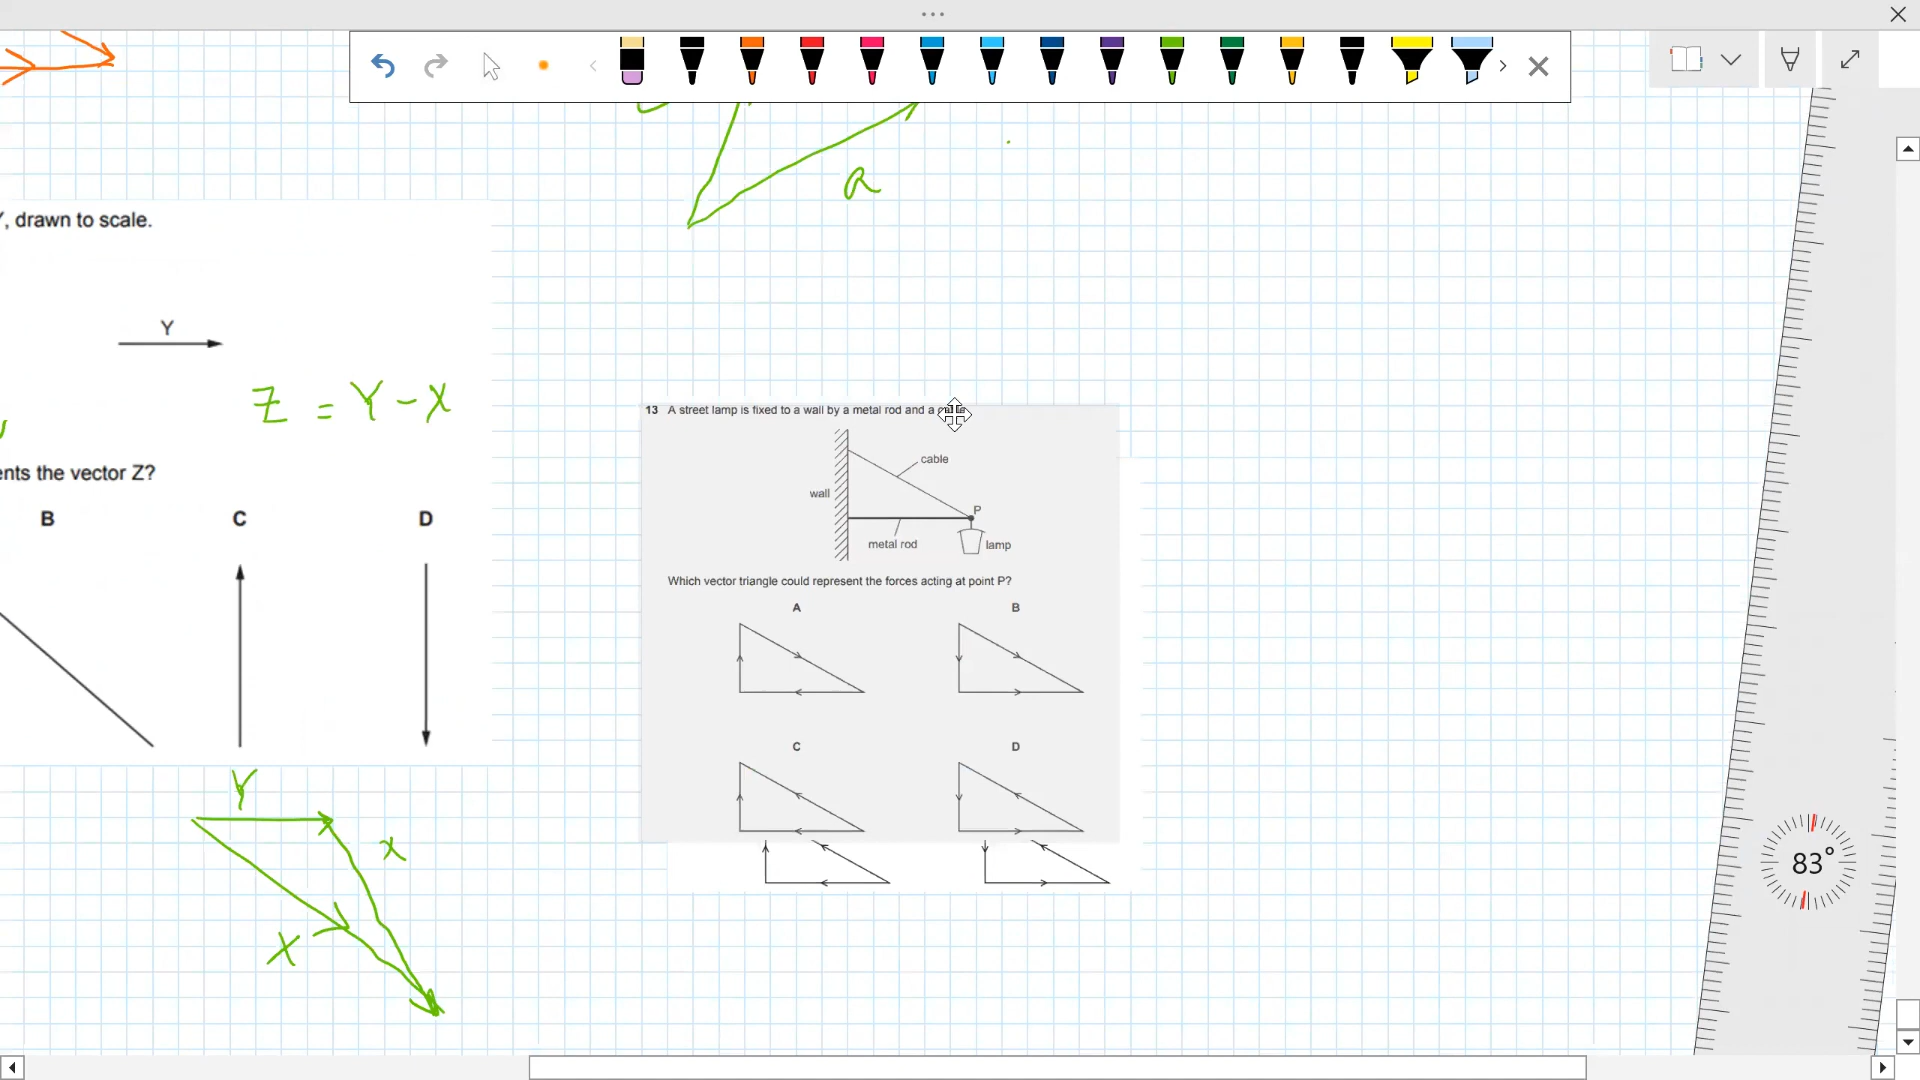 a
, drawn to scale.
Y
Z = Y - X
ents the vector Z?
B C D
Y
x
X
13 A street lamp is fixed to a wall by a metal rod and a
cable
wall
P
metal rod
lamp
Which vector triangle could represent the forces acting at point P?
A B
C D
83°